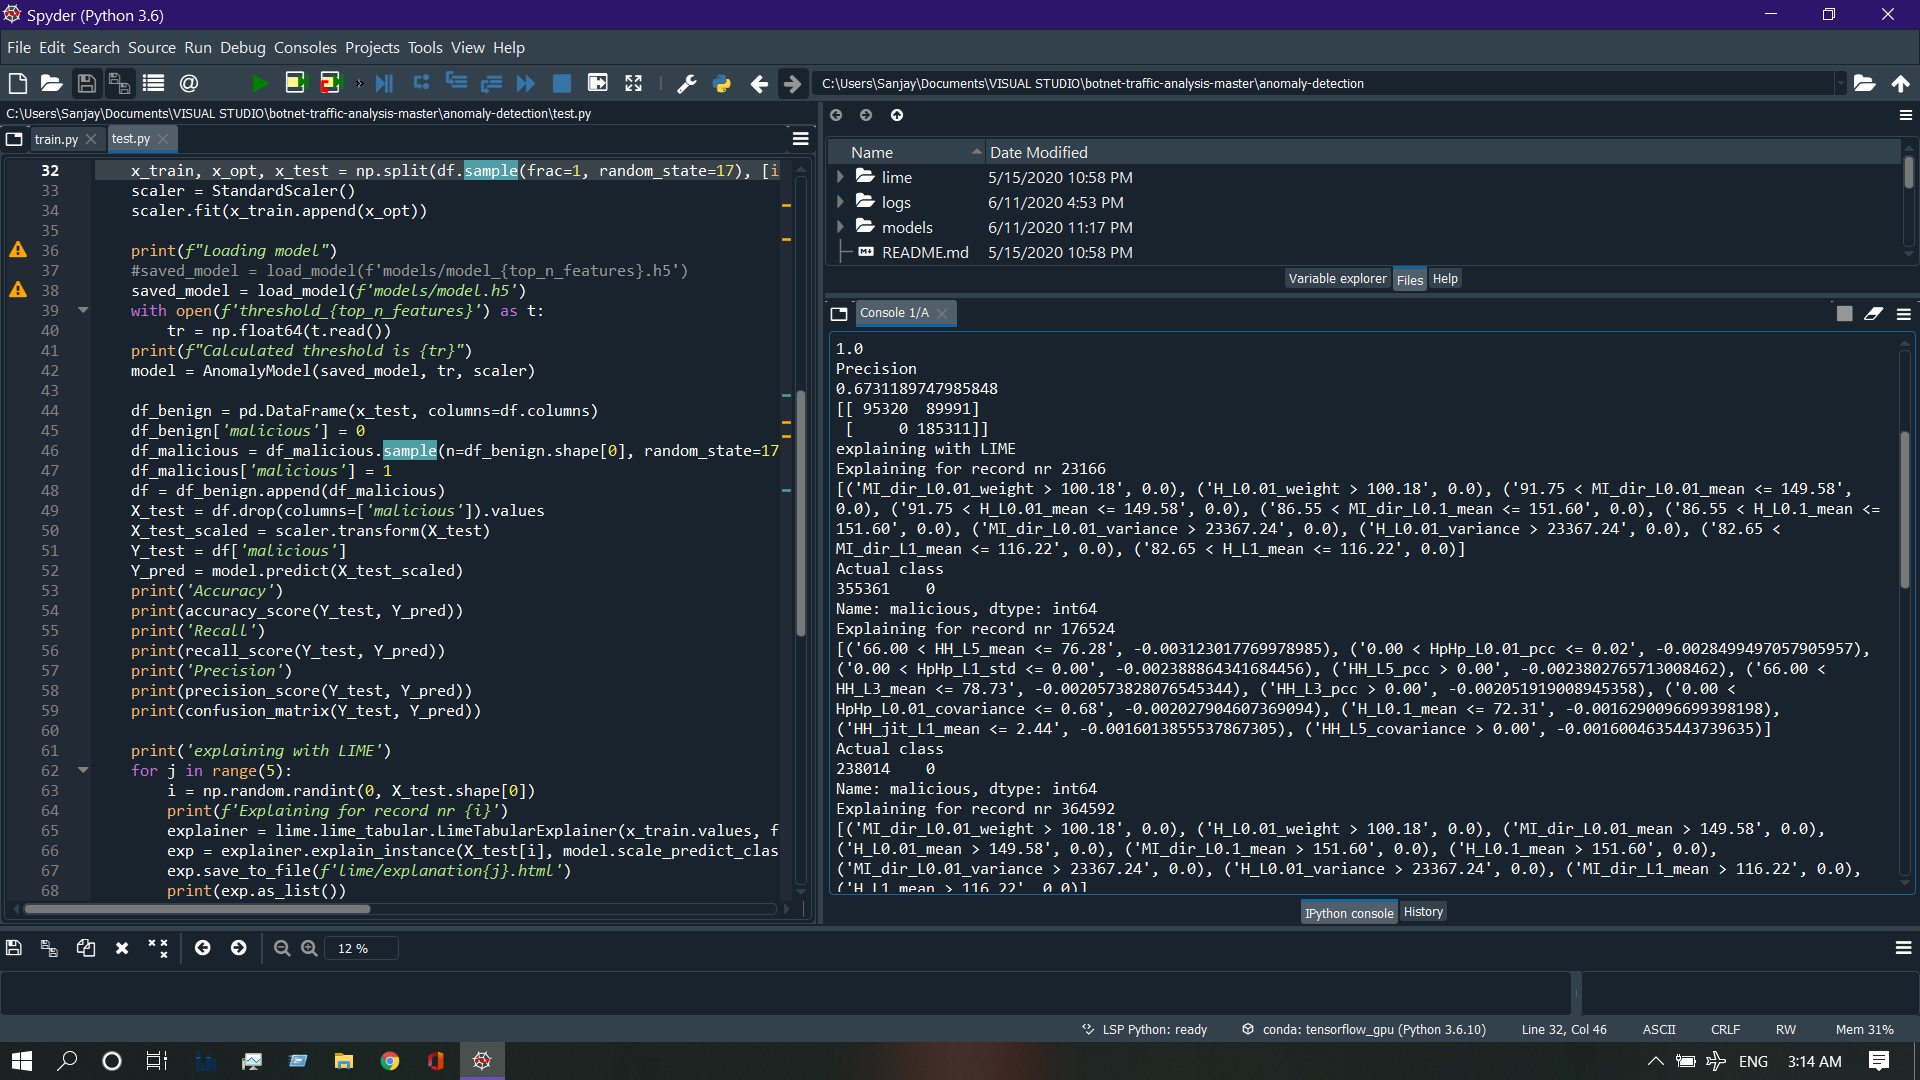 Spyder (Python 3.6)
File Edit Search Source Run Debug Consoles Projects Tools View Help
C:\Users\Sanjay\Documents\VISUAL STUDIO\botnet-traffic-analysis-master\anomaly-detection
C:\Users\Sanjay\Documents\VISUAL STUDIO\botnet-traffic-analysis-master\anomaly-detection\test.py
train.py
test.py
32 x_train, x_opt, x_test = np.split(df.sample(frac=1, random_state=17), [i
33 scaler = StandardScaler()
34 scaler.fit(x_train.append(x_opt))
35
36 print(f"Loading model")
37 #saved_model = load_model(f'models/model_{top_n_features}.h5')
38 saved_model = load_model(f'models/model.h5')
39 with open(f'threshold_{top_n_features}') as t:
40 tr = np.float64(t.read())
41 print(f"Calculated threshold is {tr}")
42 model = AnomalyModel(saved_model, tr, scaler)
43
44 df_benign = pd.DataFrame(x_test, columns=df.columns)
45 df_benign['malicious'] = 0
46 df_malicious = df_malicious.sample(n=df_benign.shape[0], random_state=17
47 df_malicious['malicious'] = 1
48 df = df_benign.append(df_malicious)
49 X_test = df.drop(columns=['malicious']).values
50 X_test_scaled = scaler.transform(X_test)
51 Y_test = df['malicious']
52 Y_pred = model.predict(X_test_scaled)
53 print('Accuracy')
54 print(accuracy_score(Y_test, Y_pred))
55 print('Recall')
56 print(recall_score(Y_test, Y_pred))
57 print('Precision')
58 print(precision_score(Y_test, Y_pred))
59 print(confusion_matrix(Y_test, Y_pred))
60
61 print('explaining with LIME')
62 for j in range(5):
63 i = np.random.randint(0, X_test.shape[0])
64 print(f'Explaining for record nr {i}')
65 explainer = lime.lime_tabular.LimeTabularExplainer(x_train.values, f
66 exp = explainer.explain_instance(X_test[i], model.scale_predict_clas
67 exp.save_to_file(f'lime/explanation{j}.html')
68 print(exp.as_list())
Name Date Modified
lime 5/15/2020 10:58 PM
logs 6/11/2020 4:53 PM
models 6/11/2020 11:17 PM
README.md 5/15/2020 10:58 PM
Variable explorer Files Help
Console 1/A
1.0
Precision
0.6731189747985848
[[ 95320 89991]
[ 0 185311]]
explaining with LIME
Explaining for record nr 23166
[('MI_dir_L0.01_weight > 100.18', 0.0), ('H_L0.01_weight > 100.18', 0.0), ('91.75 < MI_dir_L0.01_mean <= 149.58',
0.0), ('91.75 < H_L0.01_mean <= 149.58', 0.0), ('86.55 < MI_dir_L0.1_mean <= 151.60', 0.0), ('86.55 < H_L0.1_mean <=
151.60', 0.0), ('MI_dir_L0.01_variance > 23367.24', 0.0), ('H_L0.01_variance > 23367.24', 0.0), ('82.65 <
MI_dir_L1_mean <= 116.22', 0.0), ('82.65 < H_L1_mean <= 116.22', 0.0)]
Actual class
355361 0
Name: malicious, dtype: int64
Explaining for record nr 176524
[('66.00 < HH_L5_mean <= 76.28', -0.003123017769978985), ('0.00 < HpHp_L0.01_pcc <= 0.02', -0.0028499497057905957),
('0.00 < HpHp_L1_std <= 0.00', -0.002388864341684456), ('HH_L5_pcc > 0.00', -0.0023802765713008462), ('66.00 <
HH_L3_mean <= 78.73', -0.0020573828076545344), ('HH_L3_pcc > 0.00', -0.002051919008945358), ('0.00 <
HpHp_L0.01_covariance <= 0.68', -0.002027904607369094), ('H_L0.1_mean <= 72.31', -0.0016290096699398198),
('HH_jit_L1_mean <= 2.44', -0.0016013855537867305), ('HH_L5_covariance > 0.00', -0.0016004635443739635)]
Actual class
238014 0
Name: malicious, dtype: int64
Explaining for record nr 364592
[('MI_dir_L0.01_weight > 100.18', 0.0), ('H_L0.01_weight > 100.18', 0.0), ('MI_dir_L0.01_mean > 149.58', 0.0),
('H_L0.01_mean > 149.58', 0.0), ('MI_dir_L0.1_mean > 151.60', 0.0), ('H_L0.1_mean > 151.60', 0.0),
('MI_dir_L0.01_variance > 23367.24', 0.0), ('H_L0.01_variance > 23367.24', 0.0), ('MI_dir_L1_mean > 116.22', 0.0),
('H_L1_mean > 116.22', 0.0)]
IPython console History
12 %
LSP Python: ready conda: tensorflow_gpu (Python 3.6.10) Line 32, Col 46 ASCII CRLF RW Mem 31%
ENG 3:14 AM